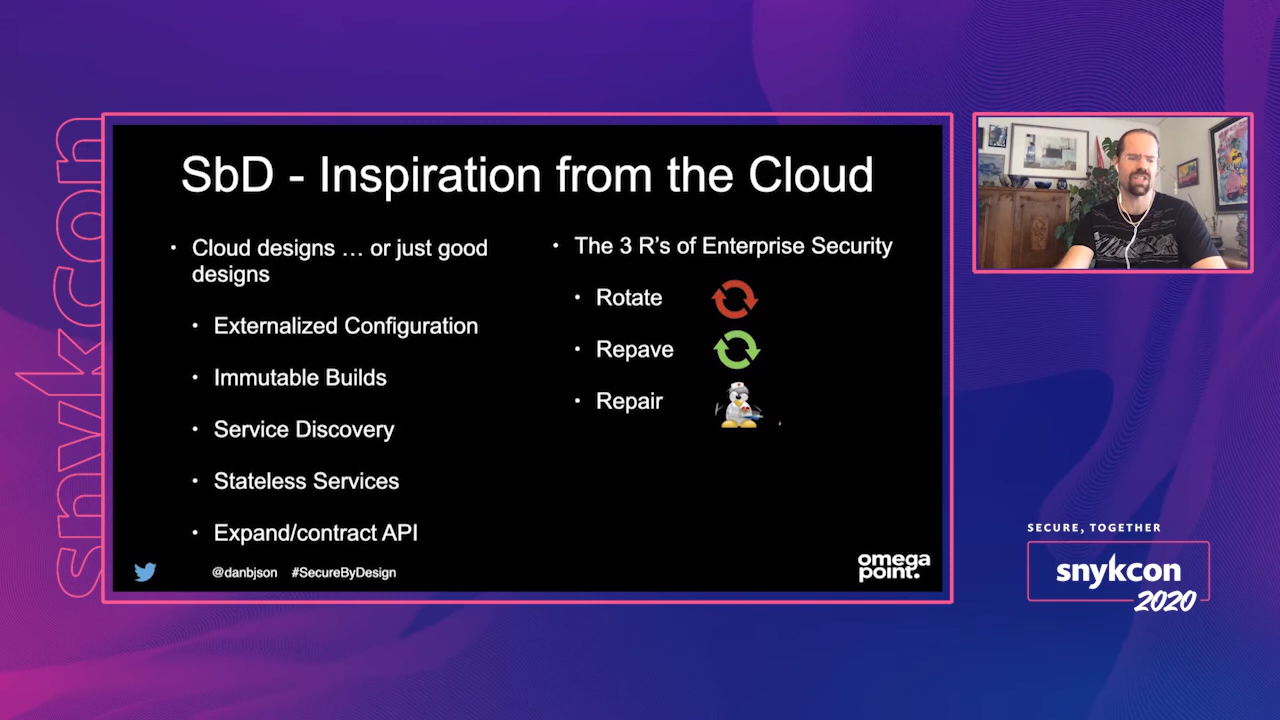 snykcon
SbD - Inspiration from the Cloud
• Cloud designs … or just good
designs
• Externalized Configuration
• Immutable Builds
• Service Discovery
• Stateless Services
• Expand/contract API
• The 3 R’s of Enterprise Security
• Rotate
• Repave
• Repair
@danbjson #SecureByDesign
omega
point.
SECURE, TOGETHER
snykcon
2020